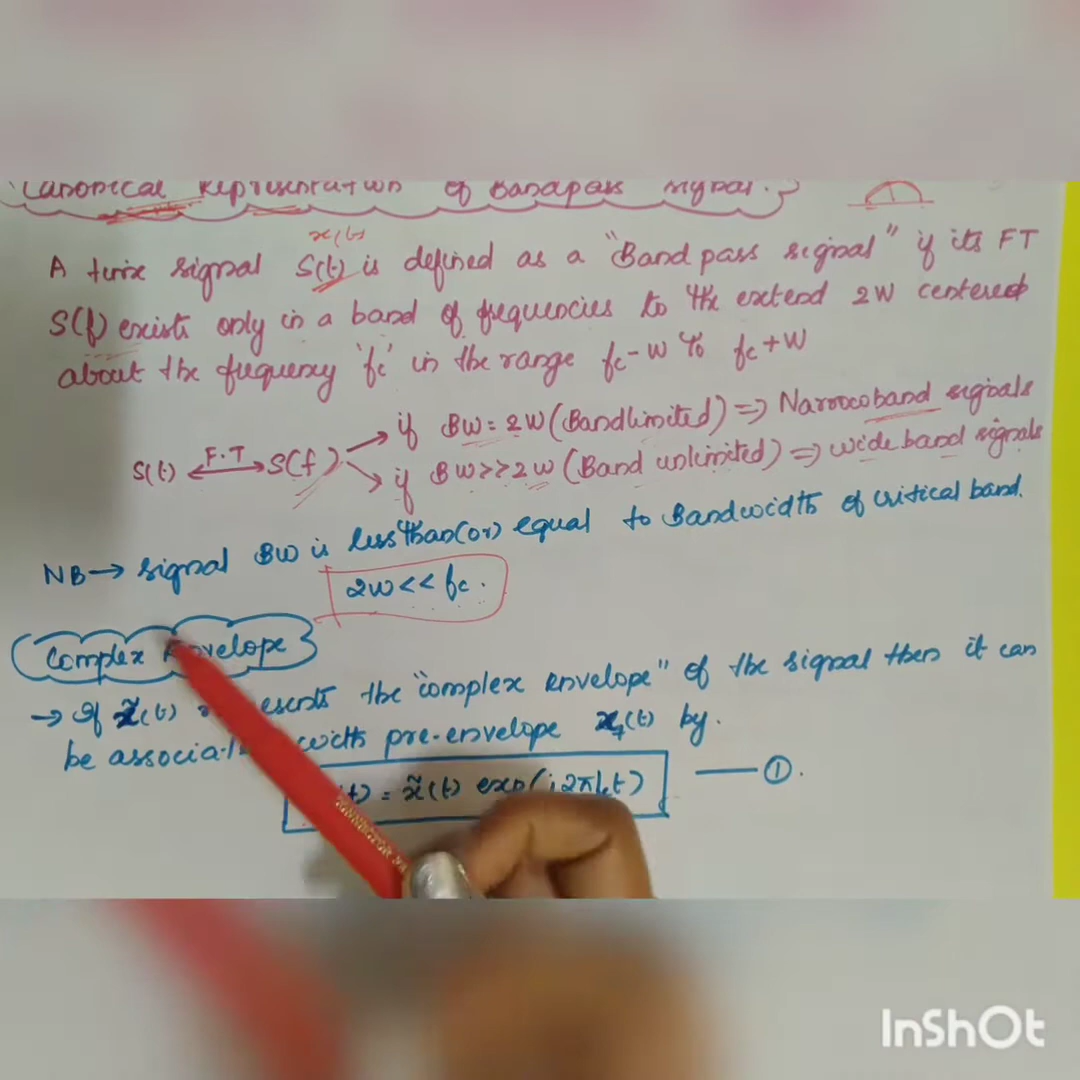 Canonical Representation of Bandpass signal.
x(t)
A time signal S(t) is defined as a "Band pass signal" if its FT
S(f) exists only in a band of frequencies to the extend 2W centered
about the frequency 'fc' in the range fc-W to fc+W
if BW = 2W (Bandlimited) => Narrowband signals
S(t) <-F.T-> S(f)
if BW>>2W (Band unlimited) => wide band signals
NB → signal BW is less than (or) equal to Bandwidth of critical band.
2W << fc.
Complex Envelope
→ If x̃(t) the "complex envelope" of the signal then it can
be with pre-envelope x₊(t) by.
(t) = x̃(t) exp(j2πfct) —— ①.
InShOt